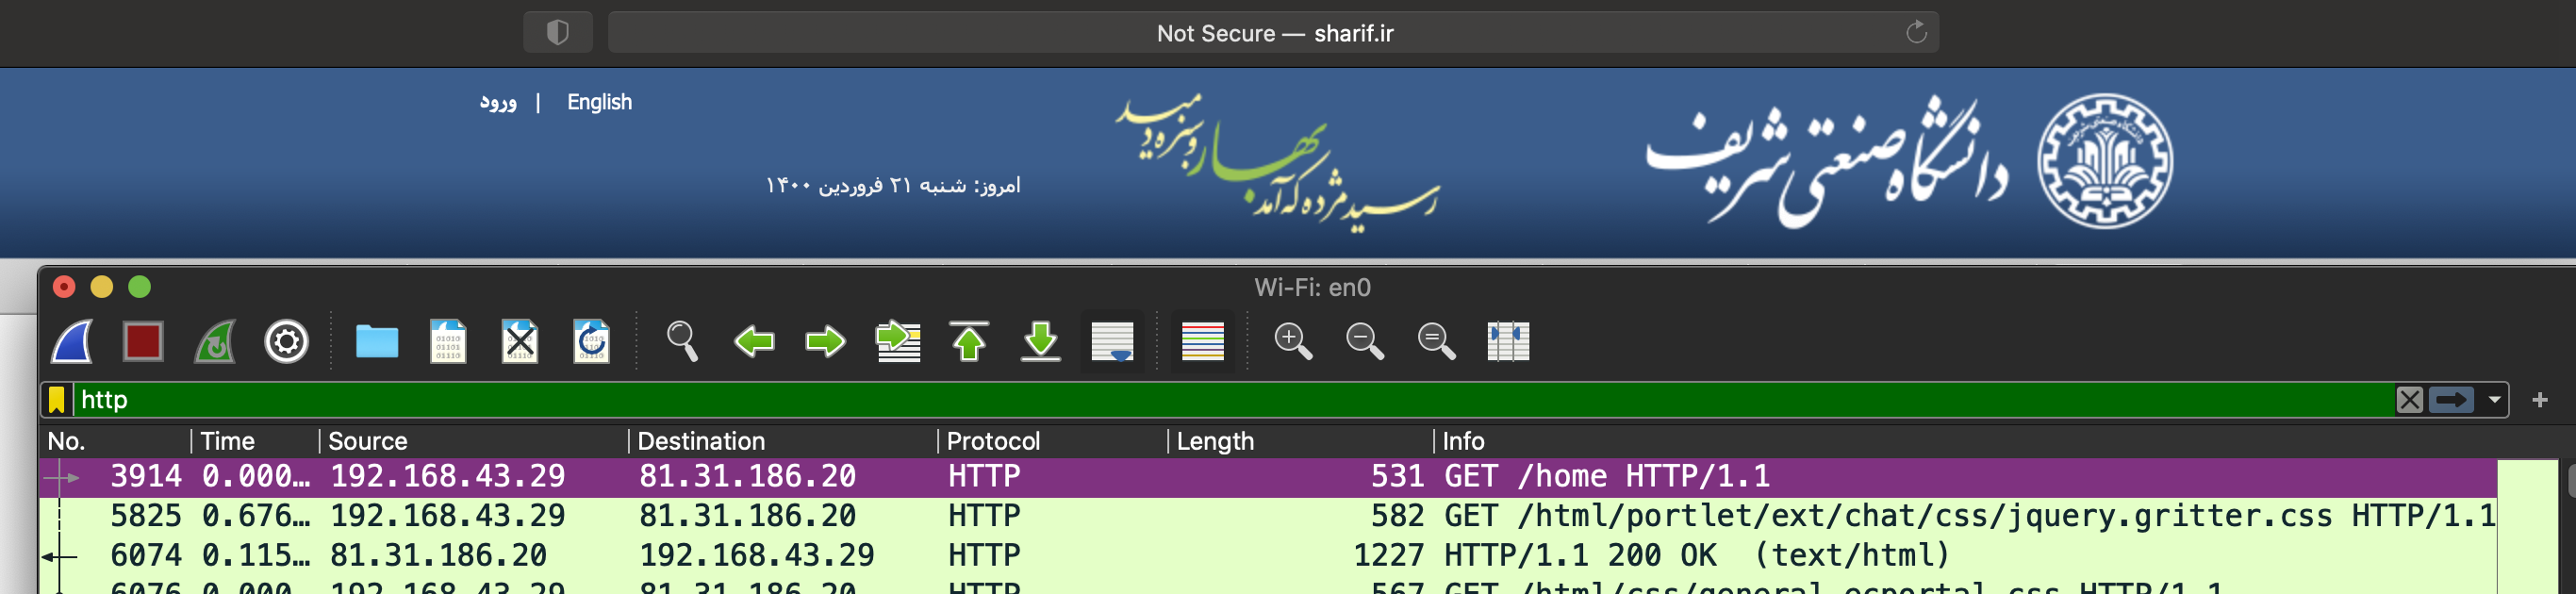 Not Secure — sharif.ir
ورود | English
رسید مژده که آمد بهار و سبزه دمید
دانشگاه صنعتی شریف
امروز: شنبه ۲۱ فروردین ۱۴۰۰
Wi-Fi: en0
http
No. Time Source Destination Protocol Length Info
3914 0.000… 192.168.43.29 81.31.186.20 HTTP 531 GET /home HTTP/1.1
5825 0.676… 192.168.43.29 81.31.186.20 HTTP 582 GET /html/portlet/ext/chat/css/jquery.gritter.css HTTP/1.1
6074 0.115… 81.31.186.20 192.168.43.29 HTTP 1227 HTTP/1.1 200 OK (text/html)
6076 0.000… 192.168.43.29 81.31.186.20 HTTP 567 GET /html/css/general_ecportal.css HTTP/1.1